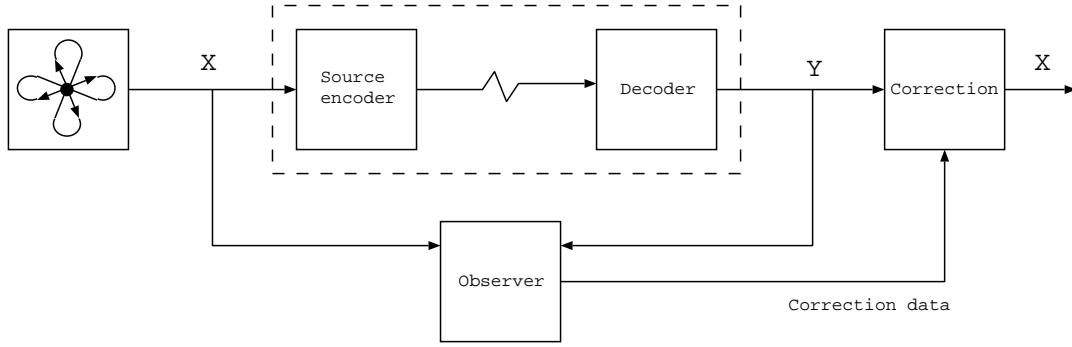 X
Source
encoder
Decoder
Y
Correction
X
Observer
Correction data